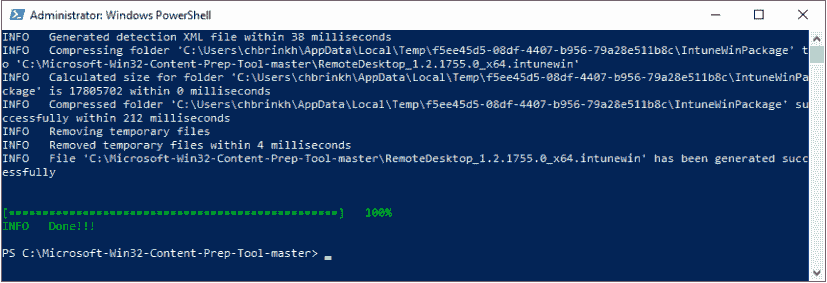 Administrator: Windows PowerShell
INFO   Generated detection XML file within 38 milliseconds
INFO   Compressing folder 'C:\Users\chbrinkh\AppData\Local\Temp\f5ee45d5-08df-4407-b956-79a28e511b8c\IntuneWinPackage' t
o 'C:\Microsoft-Win32-Content-Prep-Tool-master\RemoteDesktop_1.2.1755.0_x64.intunewin'
INFO   Calculated size for folder 'C:\Users\chbrinkh\AppData\Local\Temp\f5ee45d5-08df-4407-b956-79a28e511b8c\IntuneWinPa
ckage' is 17805702 within 0 milliseconds
INFO   Compressed folder 'C:\Users\chbrinkh\AppData\Local\Temp\f5ee45d5-08df-4407-b956-79a28e511b8c\IntuneWinPackage' su
ccessfully within 212 milliseconds
INFO   Removing temporary files
INFO   Removed temporary files within 4 milliseconds
INFO   File 'C:\Microsoft-Win32-Content-Prep-Tool-master\RemoteDesktop_1.2.1755.0_x64.intunewin' has been generated succ
essfully
[=================================================]   100%
INFO   Done!!!
PS C:\Microsoft-Win32-Content-Prep-Tool-master> _